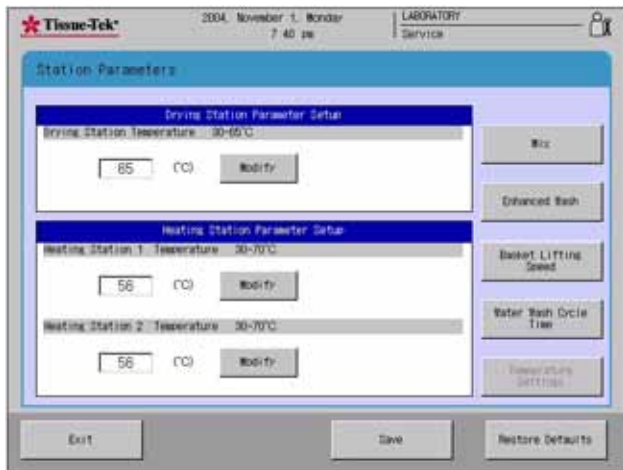 Tissue-Tek
2004, November 1, Monday
7 40 pm
LABORATORY
Service
Station Parameters
Drying Station Parameter Setup
Drying Station Temperature 30-65°C
65 (°C) Modify
Heating Station Parameter Setup
Heating Station 1 Temperature 30-70°C
56 (°C) Modify
Heating Station 2 Temperature 30-70°C
56 (°C) Modify
Mix
Enhanced Wash
Basket Lifting
Speed
Water Wash Cycle
Time
Temperature
Settings
Exit
Save
Restore Defaults